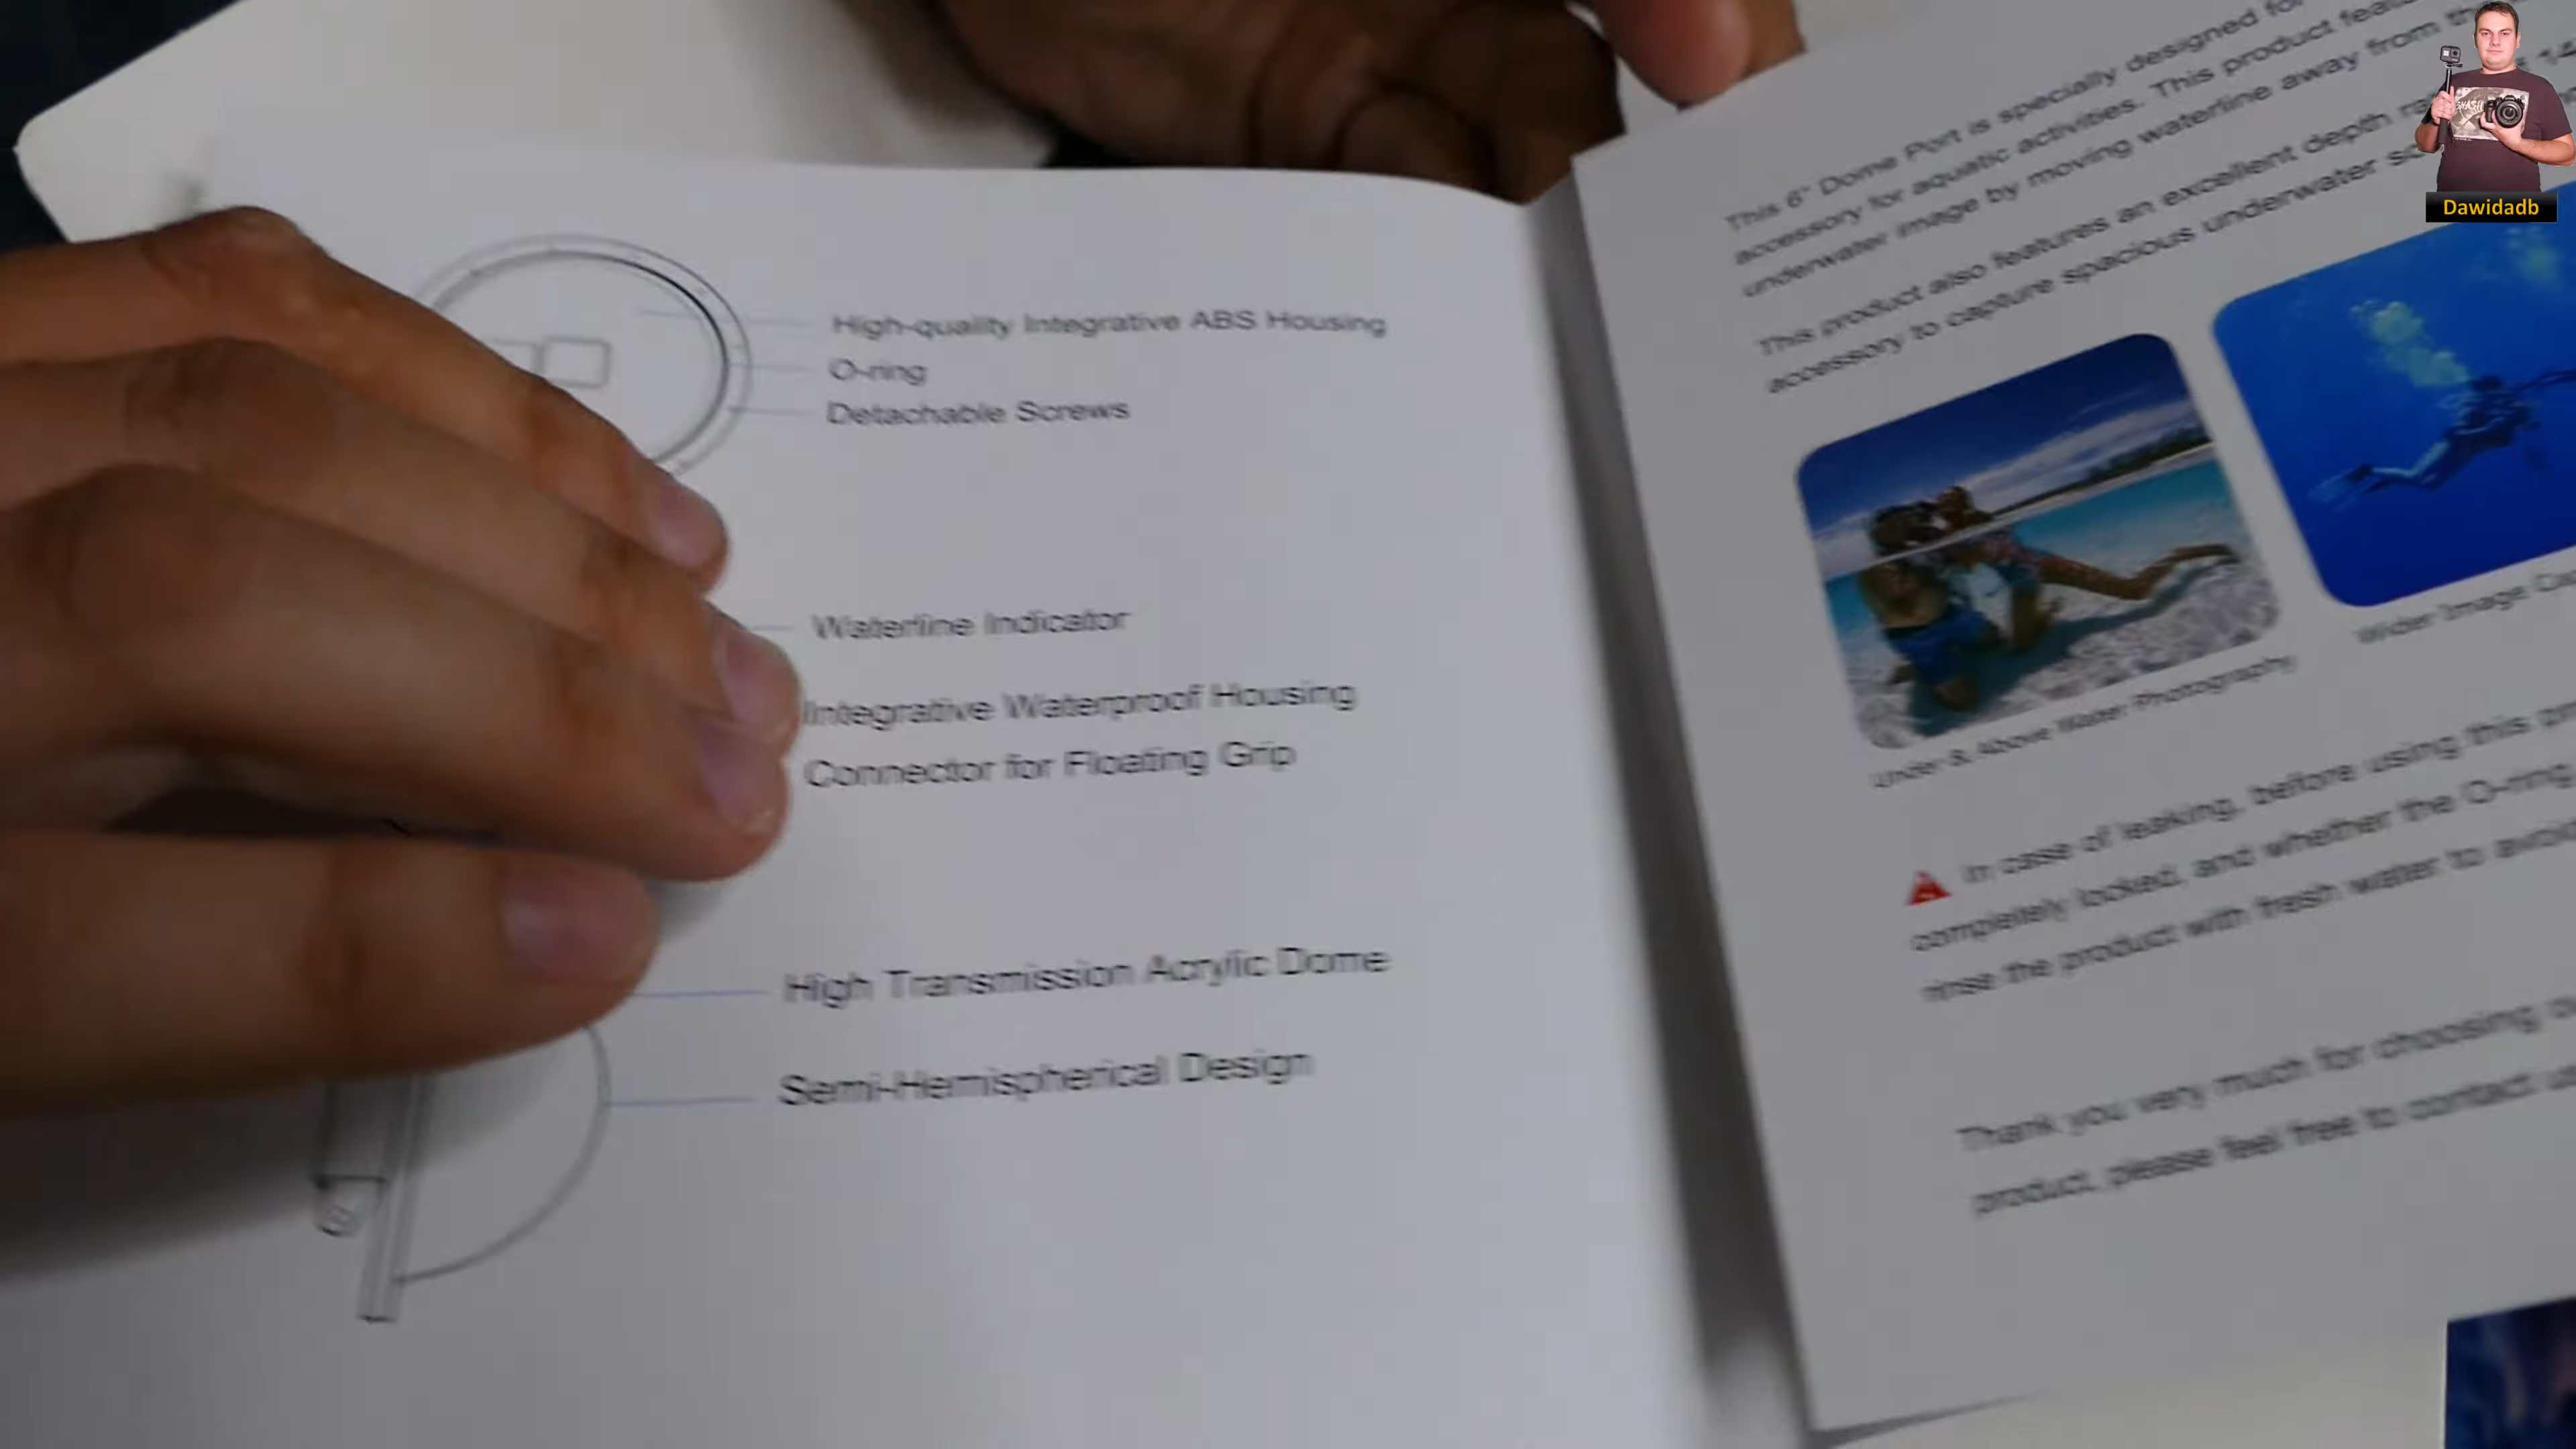 High-quality Integrative ABS Housing
O-ring
Detachable Screws
Waterline Indicator
Integrative Waterproof Housing
Connector for Floating Grip
High Transmission Acrylic Dome
Semi-Hemispherical Design
This 6" Dome Port is specially designed for
accessory for aquatic activities. This product
underwater image by moving waterline away from
This product also features an excellent depth
accessory to capture spacious underwater
Under & Above Water Photography
Wider Image
In case of leaking, before using this
completely locked, and whether the O-ring
rinse the product with fresh water to avoid
Thank you very much for choosing
product, please feel free to contact
Dawidadb